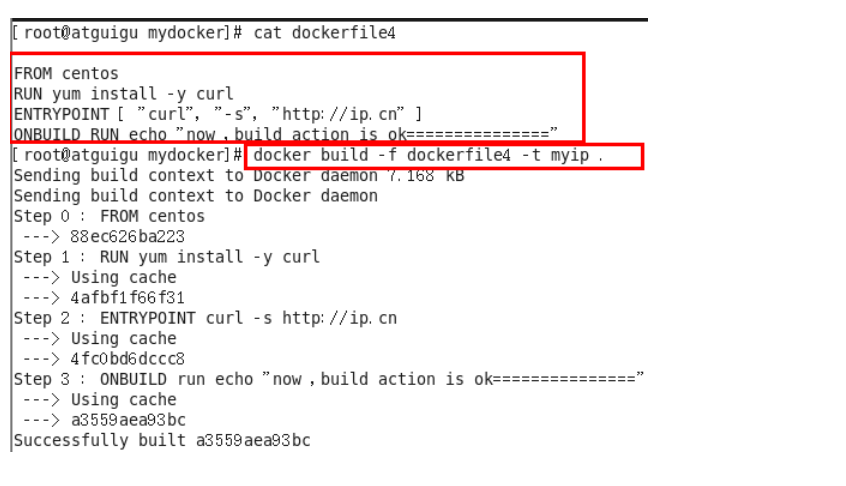 [root@atguigu mydocker]# cat dockerfile4
FROM centos
RUN yum install -y curl
ENTRYPOINT [ "curl", "-s", "http://ip.cn" ]
ONBUILD RUN echo "now ,build action is ok==============="
[root@atguigu mydocker]# docker build -f dockerfile4 -t myip .
Sending build context to Docker daemon 7.168 kB
Sending build context to Docker daemon
Step 0 : FROM centos
---> 88ec626ba223
Step 1 : RUN yum install -y curl
---> Using cache
---> 4afbf1f66f31
Step 2 : ENTRYPOINT curl -s http://ip.cn
---> Using cache
---> 4fc0bd6dccc8
Step 3 : ONBUILD run echo "now ,build action is ok==============="
---> Using cache
---> a3559aea93bc
Successfully built a3559aea93bc